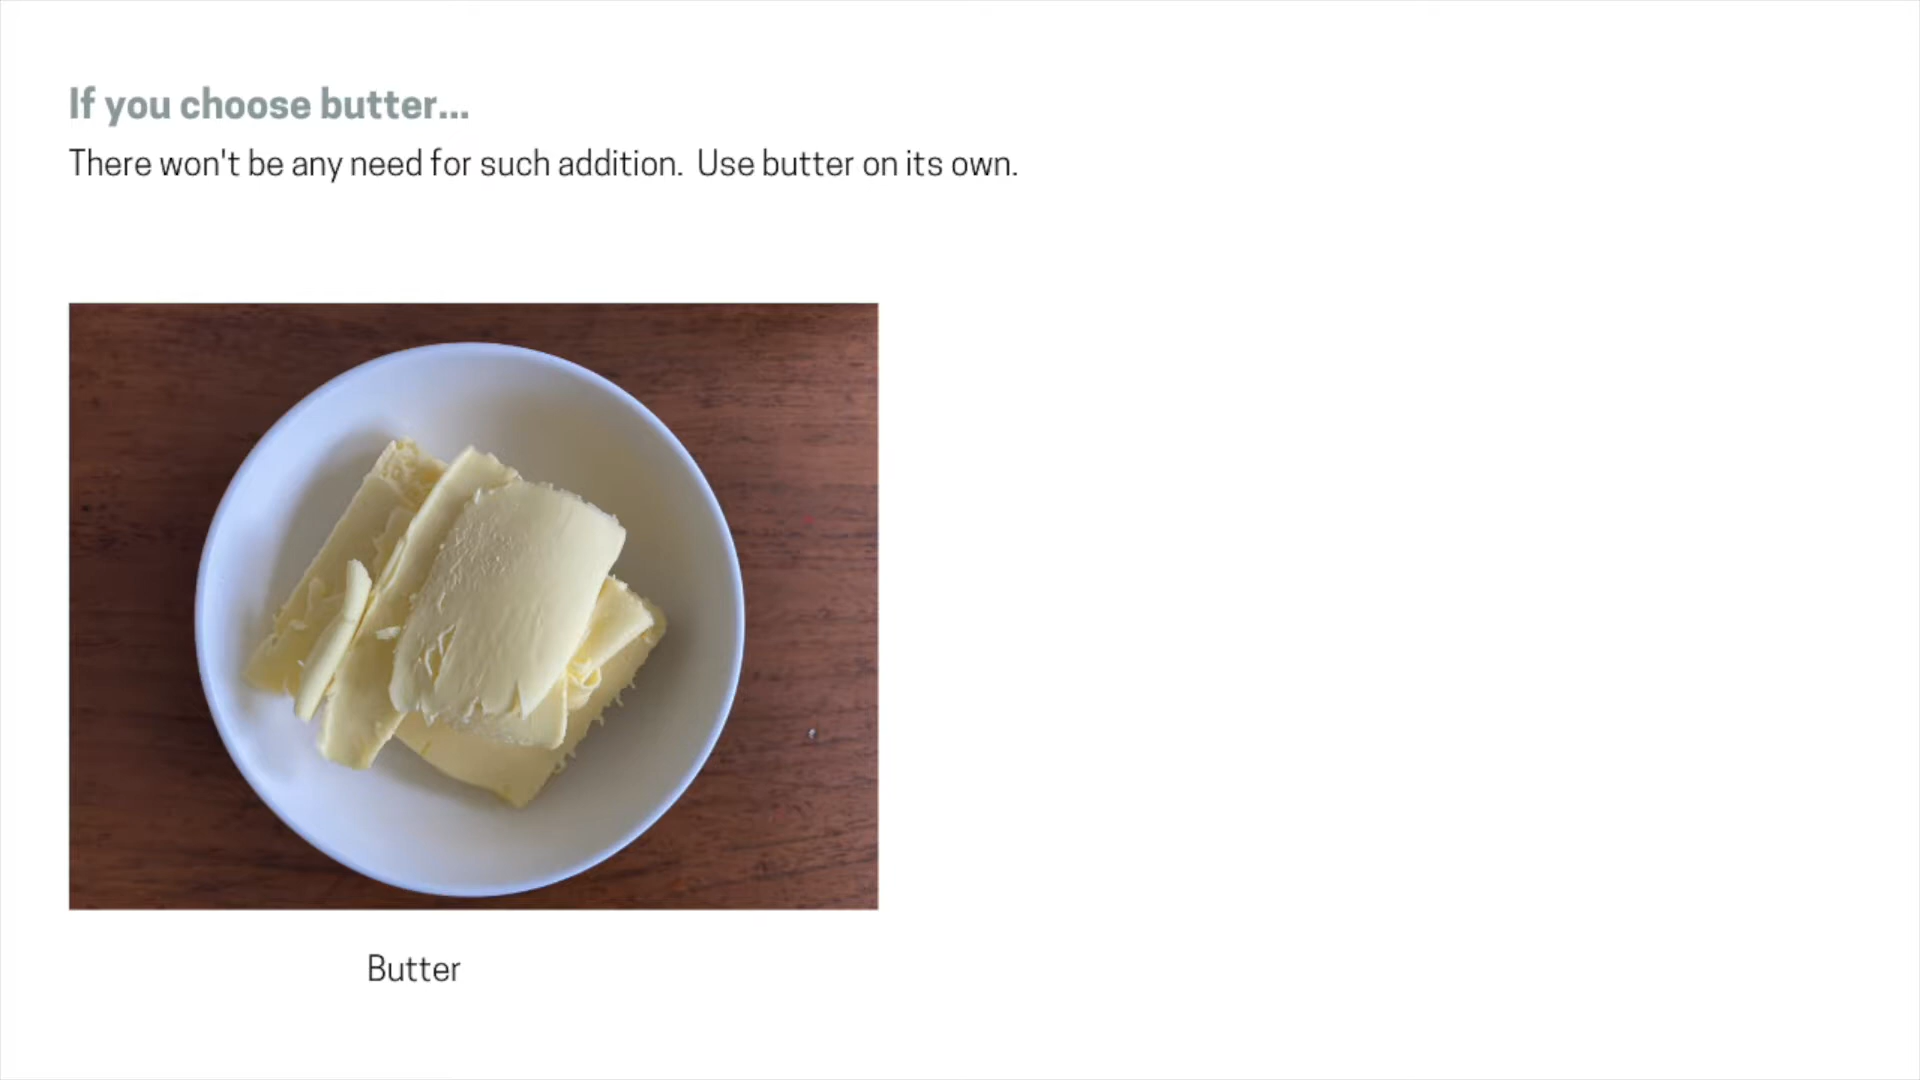 If you choose butter...
There won't be any need for such addition.  Use butter on its own.
Butter